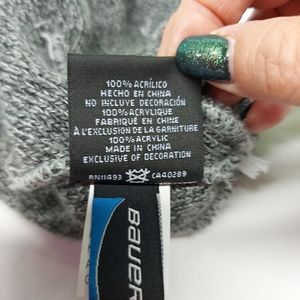 100% ACRÍLICO
HECHO EN CHINA
NO INCLUYE DECORACIÓN
100% ACRYLIQUE
FABRIQUÉ EN CHINE
À L'EXCLUSION DE LA GARNITURE
100% ACRYLIC
MADE IN CHINA
EXCLUSIVE OF DECORATION
RN11493 CA40289
BAUER